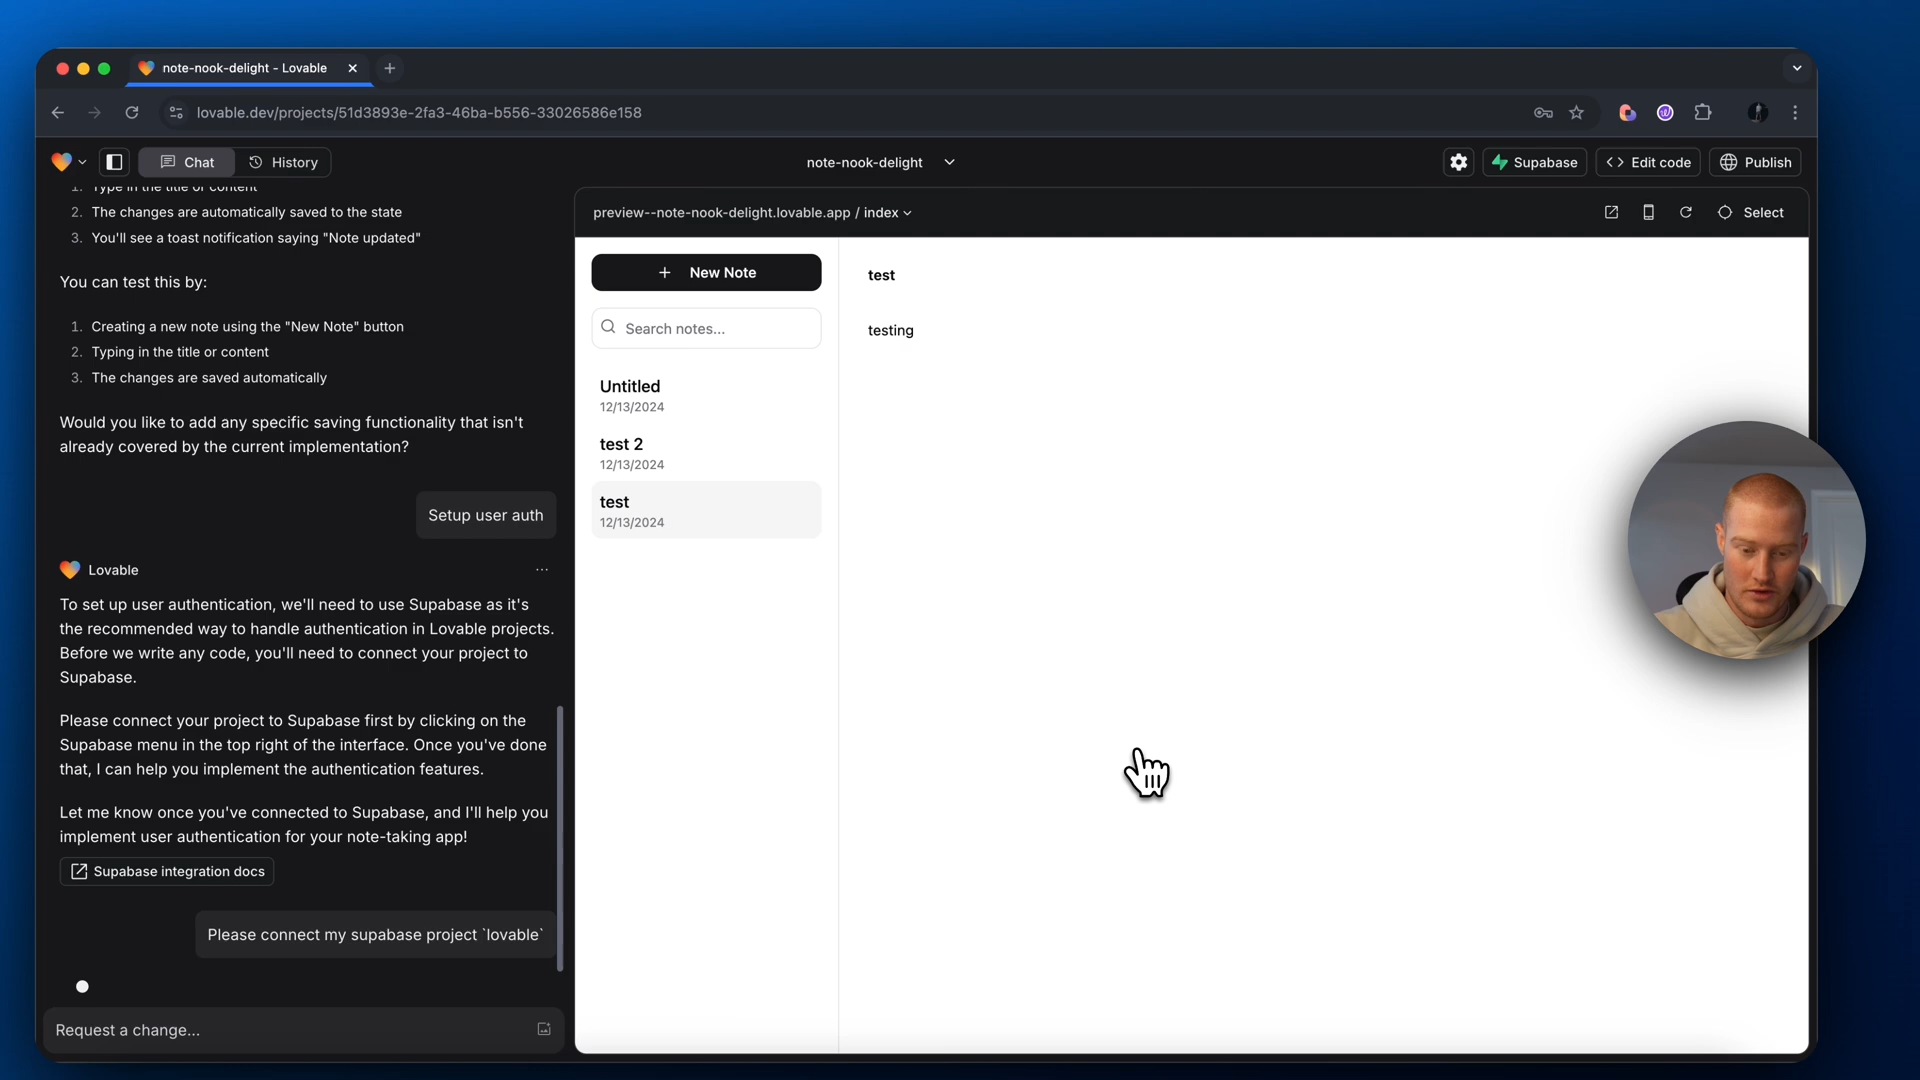 note-nook-delight - Lovable
lovable.dev/projects/51d3893e-2fa3-46ba-b556-33026586e158
Chat
History
note-nook-delight
Supabase
Edit code
Publish
1. Type in the title or content
2. The changes are automatically saved to the state
3. You'll see a toast notification saying "Note updated"
You can test this by:
1. Creating a new note using the "New Note" button
2. Typing in the title or content
3. The changes are saved automatically
Would you like to add any specific saving functionality that isn't
already covered by the current implementation?
Setup user auth
Lovable
To set up user authentication, we'll need to use Supabase as it's
the recommended way to handle authentication in Lovable projects.
Before we write any code, you'll need to connect your project to
Supabase.
Please connect your project to Supabase first by clicking on the
Supabase menu in the top right of the interface. Once you've done
that, I can help you implement the authentication features.
Let me know once you've connected to Supabase, and I'll help you
implement user authentication for your note-taking app!
Supabase integration docs
Please connect my supabase project `lovable`
Request a change...
preview--note-nook-delight.lovable.app / index
Select
+ New Note
Search notes...
Untitled
12/13/2024
test 2
12/13/2024
test
12/13/2024
test
testing